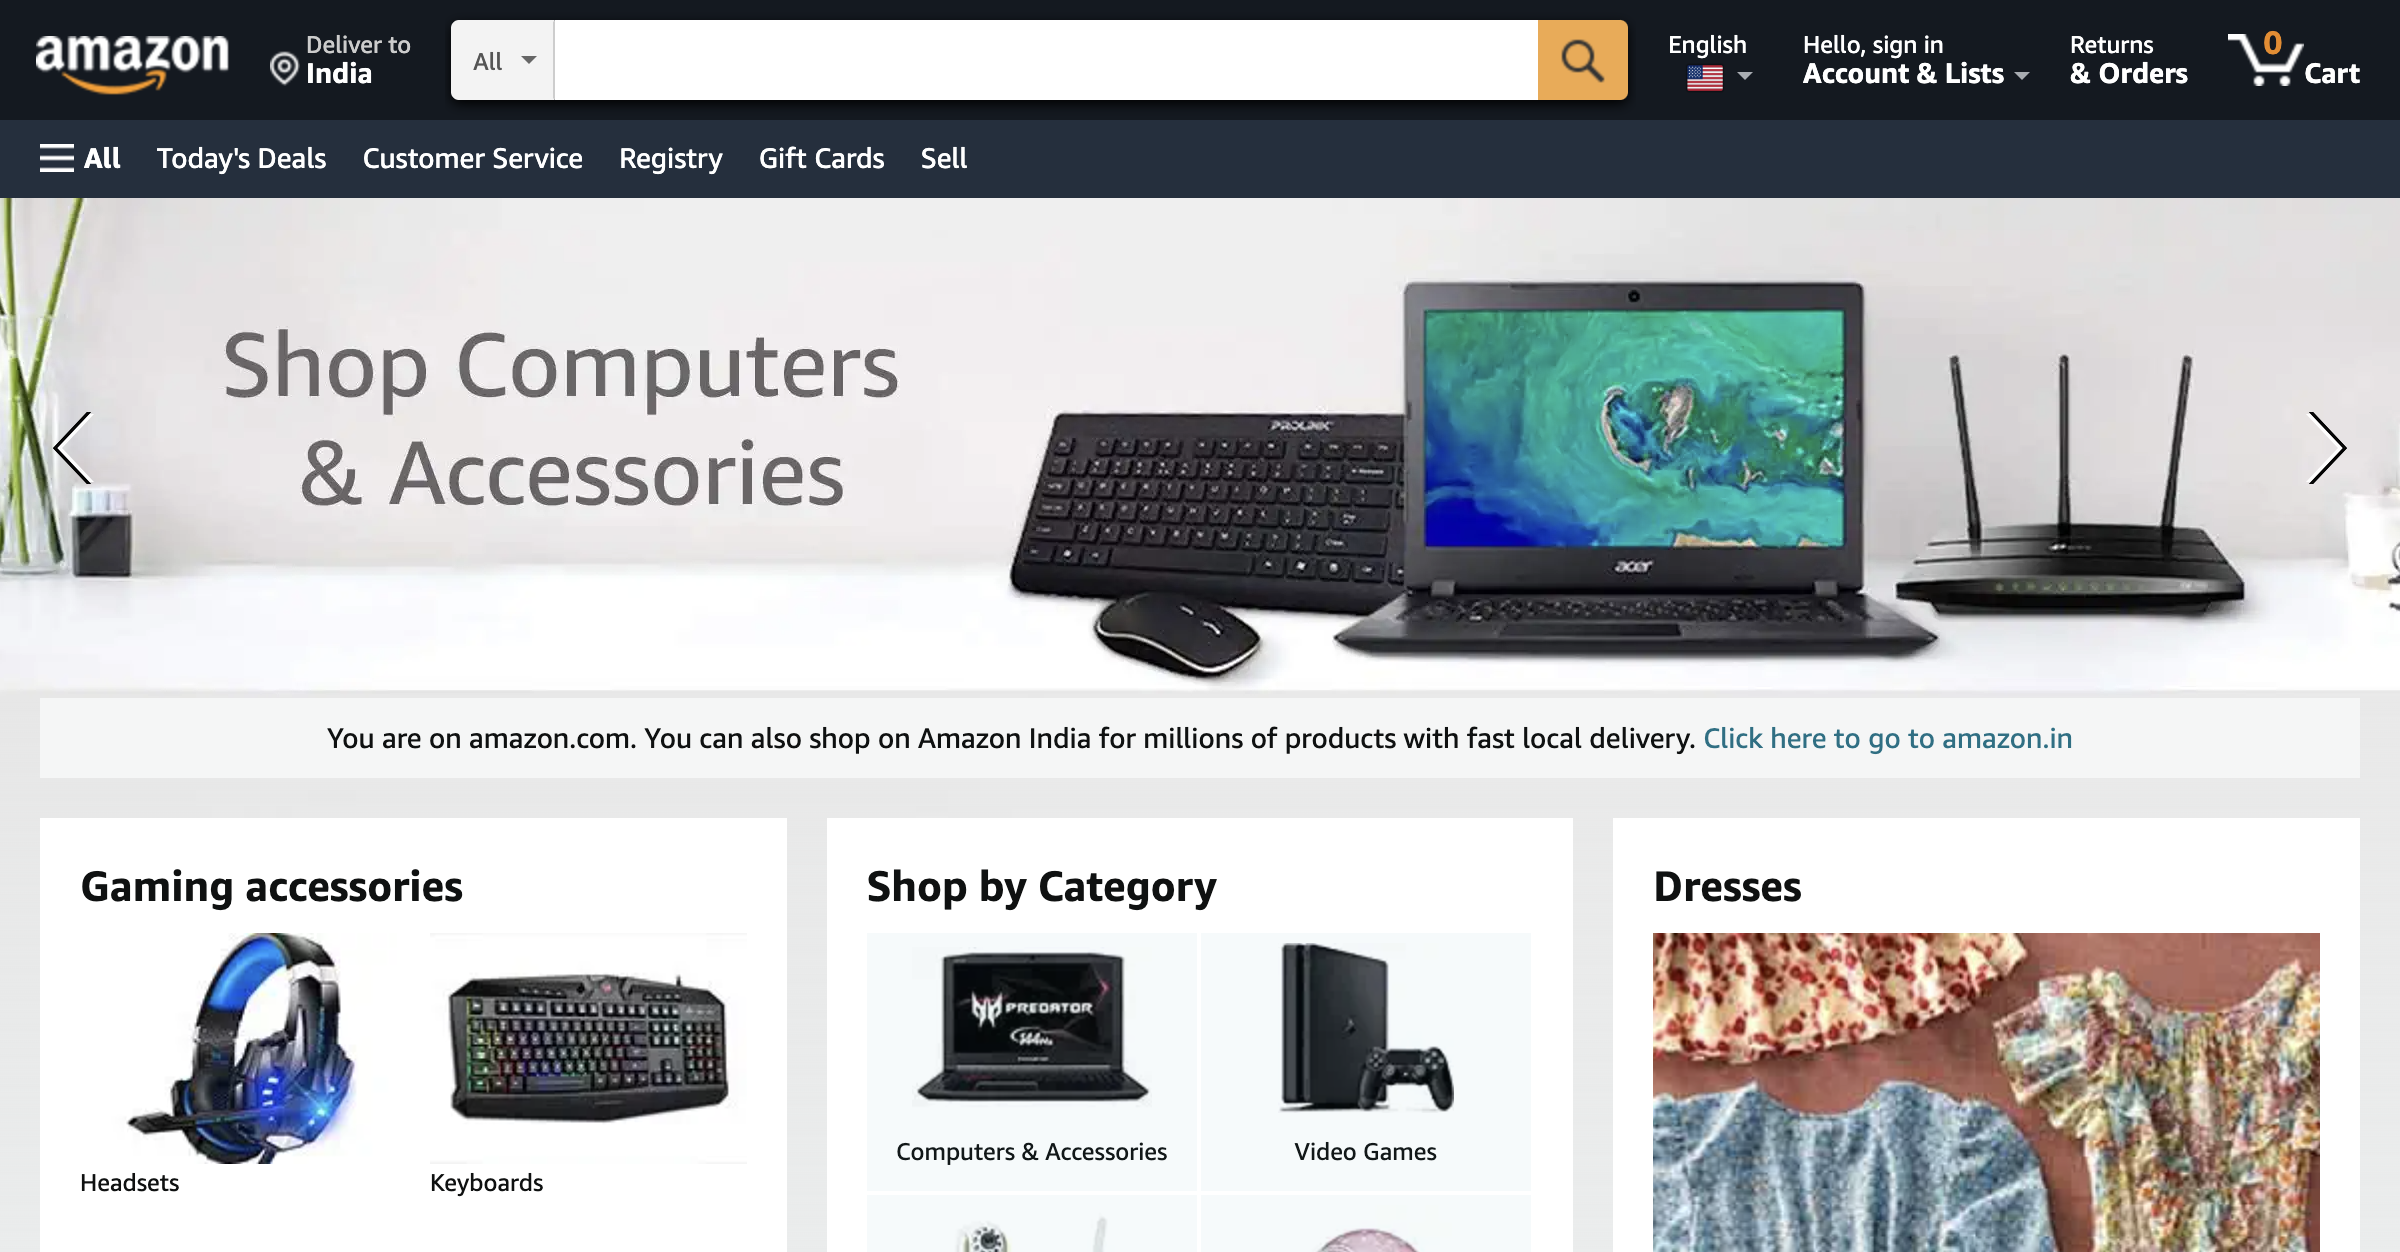 amazon
Deliver to
India
All
English
Hello, sign in
Account & Lists
Returns
& Orders
0
Cart
All
Today's Deals
Customer Service
Registry
Gift Cards
Sell
Shop Computers
& Accessories
PROLINK
acer
You are on amazon.com. You can also shop on Amazon India for millions of products with fast local delivery. Click here to go to amazon.in
Gaming accessories
Headsets
Keyboards
Shop by Category
PREDATOR
Computers & Accessories
Video Games
Dresses